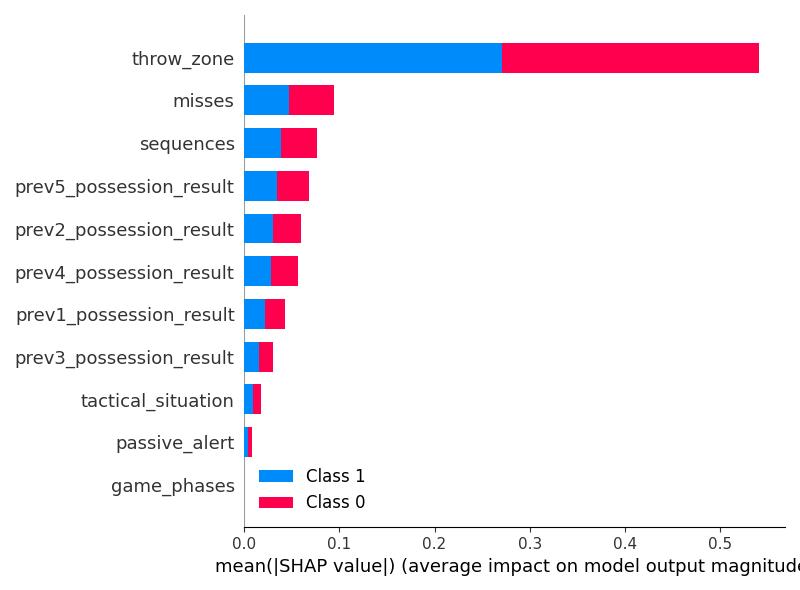 throw_zone
misses
sequences
prev5_possession_result
prev2_possession_result
prev4_possession_result
prev1_possession_result
prev3_possession_result
tactical_situation
passive_alert
game_phases
Class 1
Class 0
0.0 0.1 0.2 0.3 0.4 0.5
mean(|SHAP value|) (average impact on model output magnitude